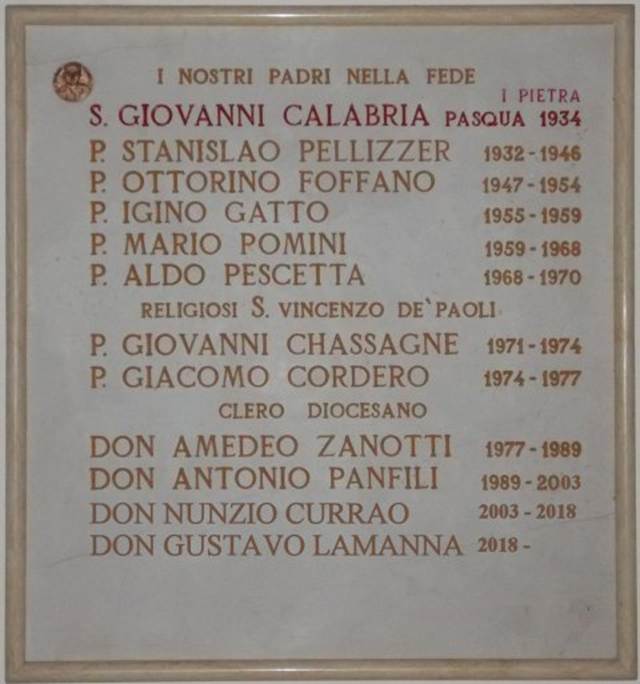 I NOSTRI PADRI NELLA FEDE
I PIETRA
S. GIOVANNI CALABRIA PASQUA 1934
P. STANISLAO PELLIZZER 1932-1946
P. OTTORINO FOFFANO 1947-1954
P. IGINO GATTO 1955-1959
P. MARIO POMINI 1959-1968
P. ALDO PESCETTA 1968-1970
RELIGIOSI S. VINCENZO DE`PAOLI
P. GIOVANNI CHASSAGNE 1971-1974
P. GIACOMO CORDERO 1974-1977
CLERO DIOCESANO
DON AMEDEO ZANOTTI 1977-1989
DON ANTONIO PANFILI 1989-2003
DON NUNZIO CURRAO 2003-2018
DON GUSTAVO LAMANNA 2018-